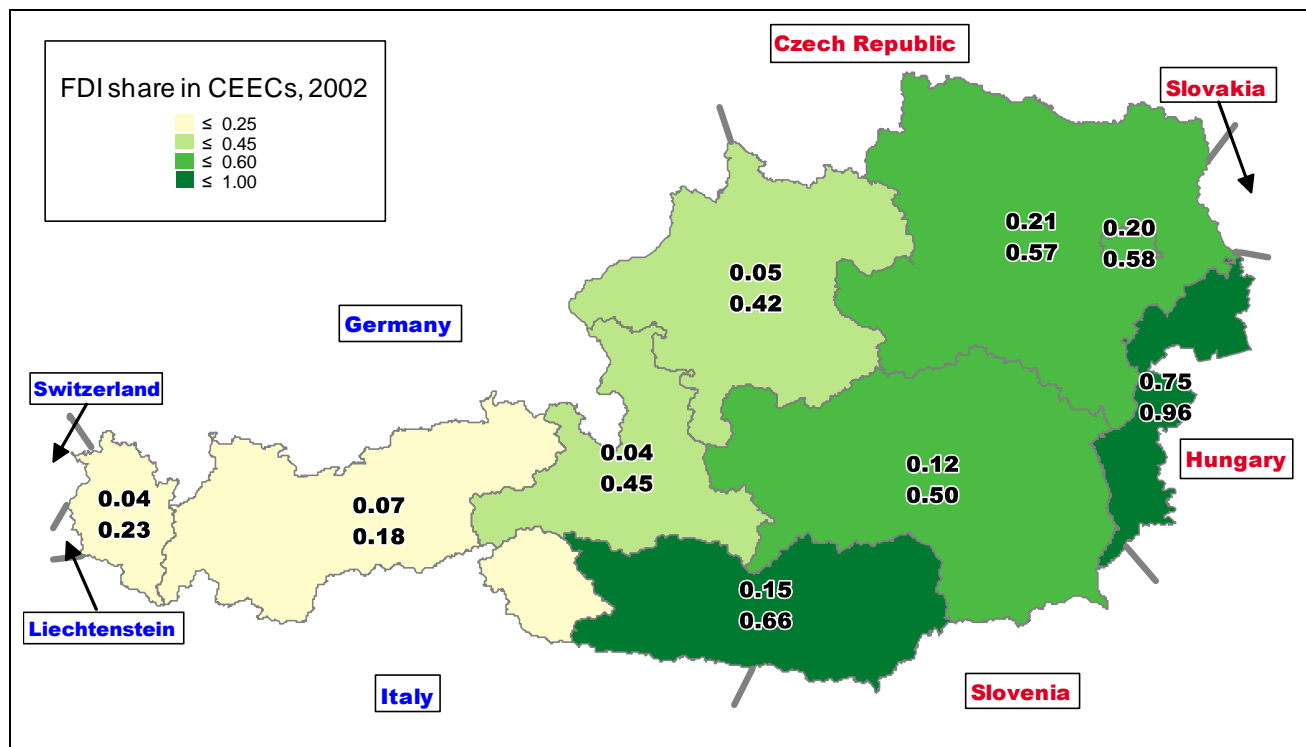 Czech Republic
FDI share in CEECs, 2002
≤ 0.25
≤ 0.45
≤ 0.60
≤ 1.00
Slovakia
0.21
0.57
0.20
0.58
0.05
0.42
Germany
Switzerland
0.75
0.96
0.04
0.45
0.12
0.50
Hungary
0.04
0.23
0.07
0.18
0.15
0.66
Liechtenstein
Italy
Slovenia